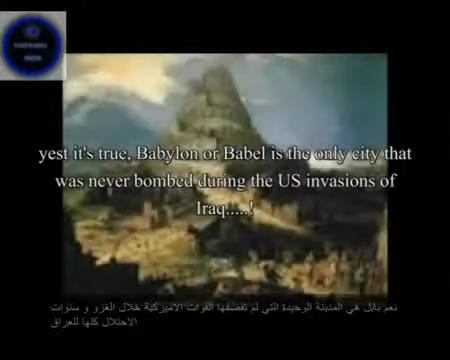 yest it's true, Babylon or Babel is the only city that
was never bombed during the US invasions of
Iraq.....!
نعم بابل هي المدينة الوحيدة التي لم تقصفها القوات الاميركية خلال الغزو و سنوات
الاحتلال كلها للعراق